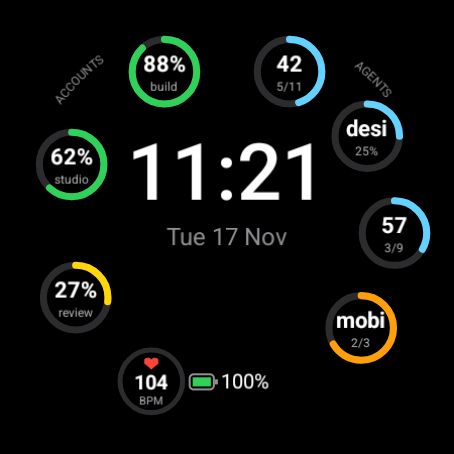 ACCOUNTS
88%
build
42
5/11
AGENTS
desi
25%
62%
studio
11:21
Tue 17 Nov
57
3/9
27%
review
mobi
2/3
104
BPM
100%